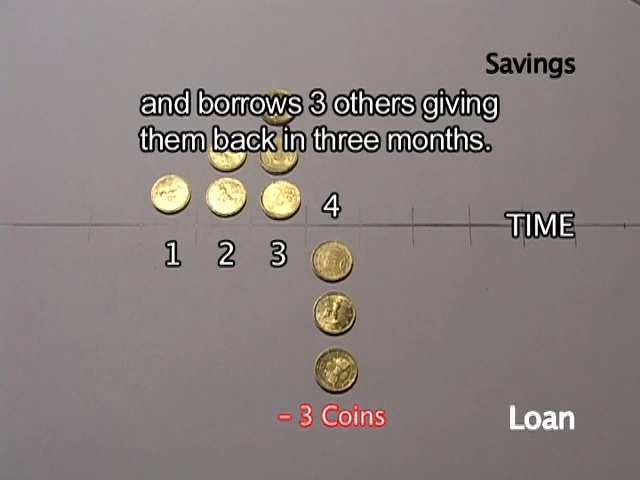 Savings
and borrows 3 others giving
them back in three months.
4
TIME
1 2 3
- 3 Coins
Loan